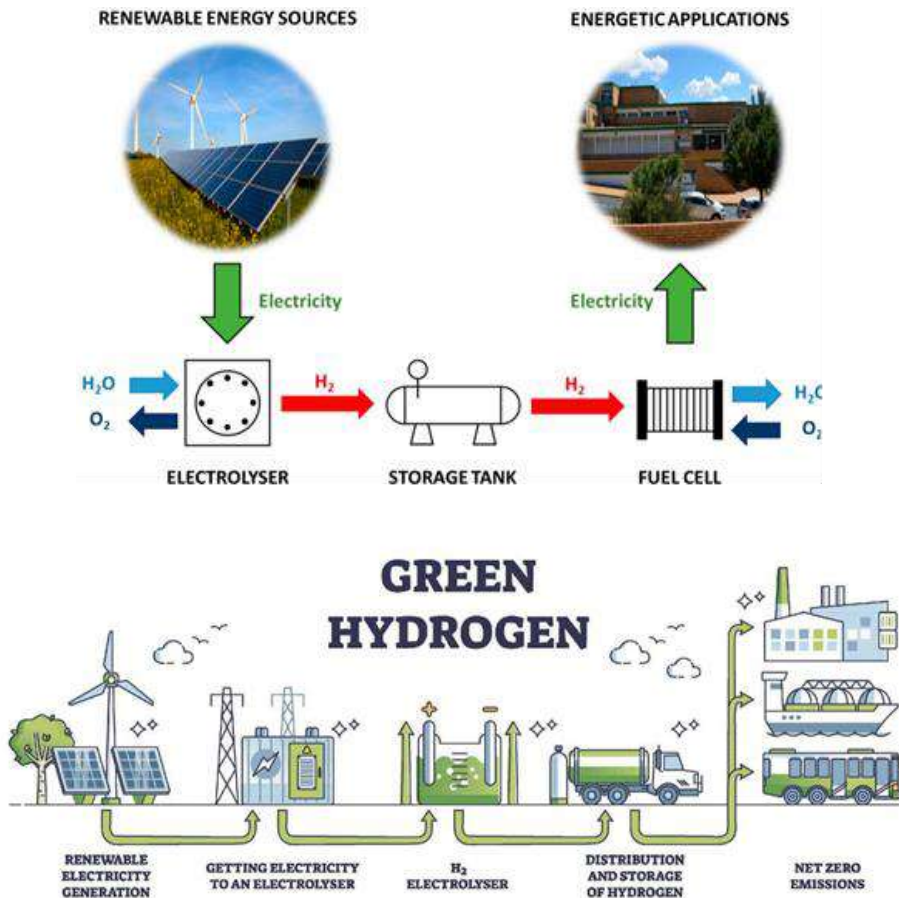 RENEWABLE ENERGY SOURCES
ENERGETIC APPLICATIONS
Electricity
Electricity
H₂O
H₂
H₂
O₂
O₂
ELECTROLYSER
STORAGE TANK
FUEL CELL
GREEN
HYDROGEN
+
−
RENEWABLE
ELECTRICITY
GENERATION
GETTING ELECTRICITY
TO AN ELECTROLYSER
H₂
ELECTROLYSER
DISTRIBUTION
AND STORAGE
OF HYDROGEN
NET ZERO
EMISSIONS